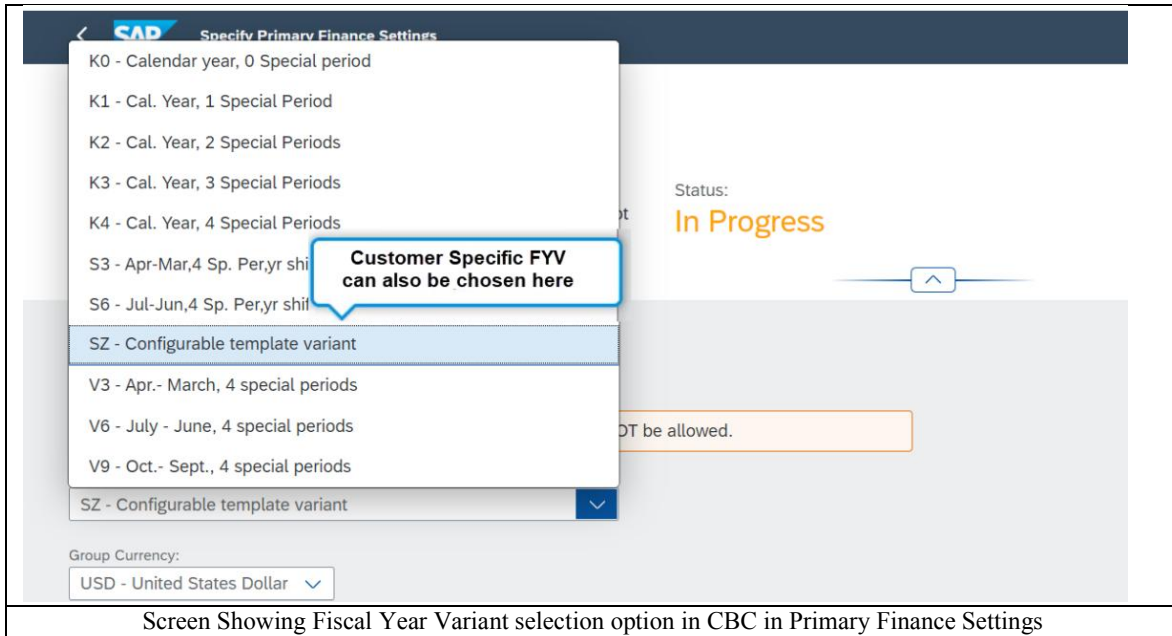 SAP Specify Primary Finance Settings
K0 - Calendar year, 0 Special period
K1 - Cal. Year, 1 Special Period
K2 - Cal. Year, 2 Special Periods
K3 - Cal. Year, 3 Special Periods
K4 - Cal. Year, 4 Special Periods
S3 - Apr-Mar,4 Sp. Per,yr shi
S6 - Jul-Jun,4 Sp. Per,yr shif
SZ - Configurable template variant
V3 - Apr.- March, 4 special periods
V6 - July - June, 4 special periods
V9 - Oct.- Sept., 4 special periods
Customer Specific FYV
can also be chosen here
Status:
In Progress
be allowed.
SZ - Configurable template variant
Group Currency:
USD - United States Dollar
Screen Showing Fiscal Year Variant selection option in CBC in Primary Finance Settings